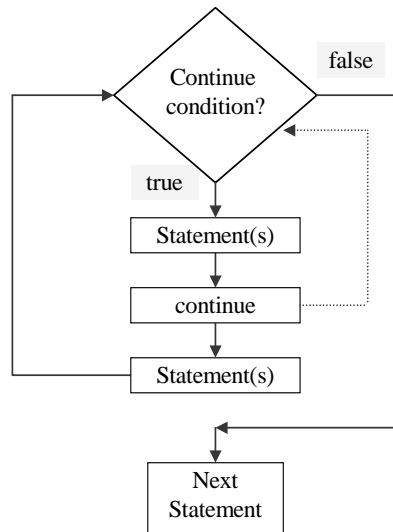 Continue
condition?
false
true
Statement(s)
continue
Statement(s)
Next
Statement